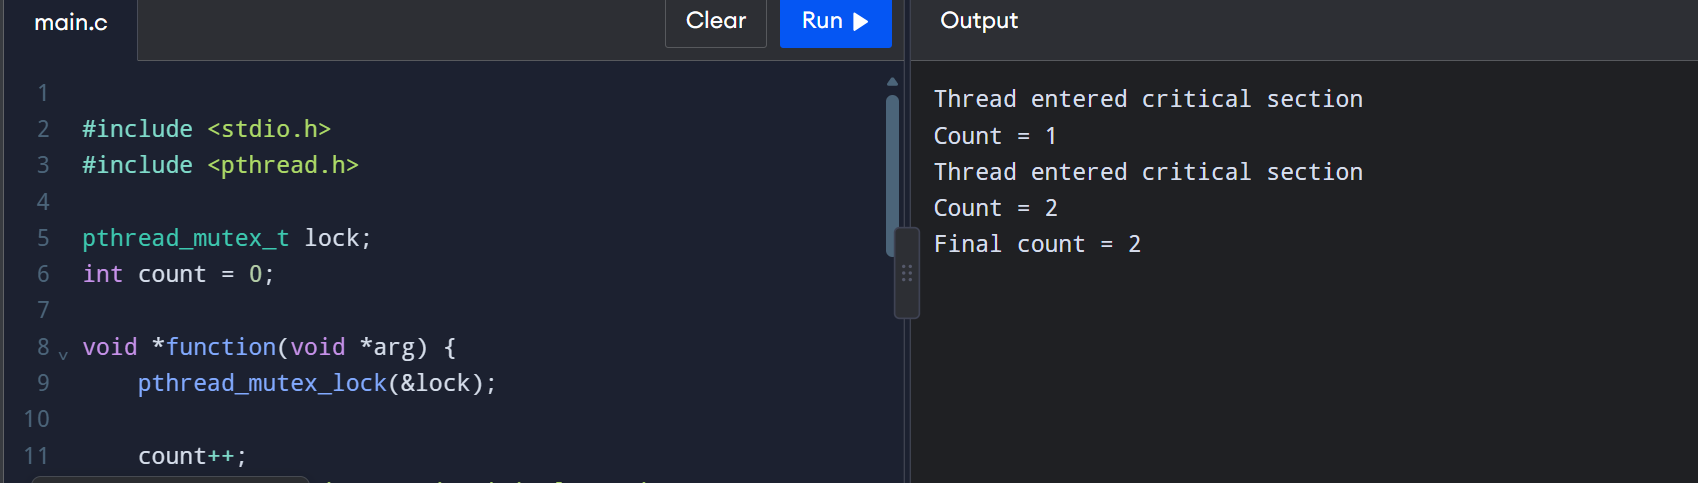 main.c
Clear
Run
Output
1
2 #include <stdio.h>
3 #include <pthread.h>
4
5 pthread_mutex_t lock;
6 int count = 0;
7
8 void *function(void *arg) {
9 pthread_mutex_lock(&lock);
10
11 count++;
Thread entered critical section
Count = 1
Thread entered critical section
Count = 2
Final count = 2